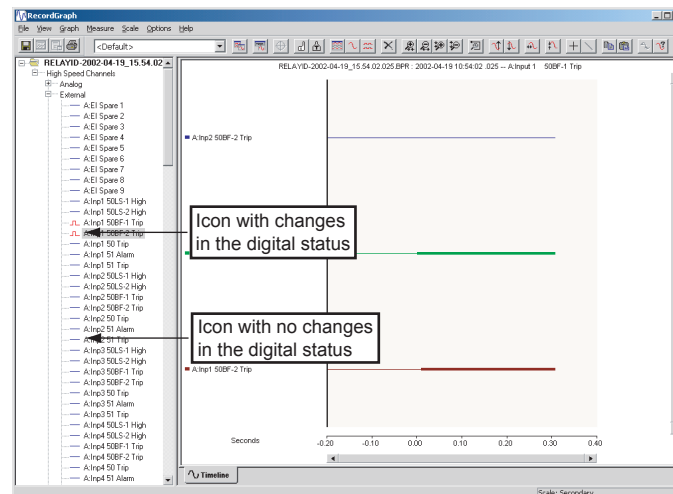 RecordGraph
File View Graph Measure Scale Options Help
<Default>
RELAYID-2002-04-19_15.54.02
High Speed Channels
Analog
External
A:EI Spare 1
A:EI Spare 2
A:EI Spare 3
A:EI Spare 4
A:EI Spare 5
A:EI Spare 6
A:EI Spare 7
A:EI Spare 8
A:EI Spare 9
A:Inp1 50LS-1 High
A:Inp1 50LS-2 High
A:Inp1 50BF-1 Trip
A:Inp1 50BF-2 Trip
A:Inp1 50 Trip
A:Inp1 51 Alarm
A:Inp1 51 Trip
A:Inp2 50LS-1 High
A:Inp2 50LS-2 High
A:Inp2 50BF-1 Trip
A:Inp2 50BF-2 Trip
A:Inp2 50 Trip
A:Inp2 51 Alarm
A:Inp2 51 Trip
A:Inp3 50LS-1 High
A:Inp3 50LS-2 High
A:Inp3 50BF-1 Trip
A:Inp3 50BF-2 Trip
A:Inp3 50 Trip
A:Inp3 51 Alarm
A:Inp3 51 Trip
A:Inp4 50LS-1 High
A:Inp4 50LS-2 High
A:Inp4 50BF-1 Trip
A:Inp4 50BF-2 Trip
A:Inp4 50 Trip
A:Inp4 51 Alarm
RELAYID-2002-04-19_15.54.02.025.BPR : 2002-04-19 10:54:02 .025 -- A:Input 1 50BF-1 Trip
A:Inp2 50BF-2 Trip
Icon with changes
in the digital status
Icon with no changes
in the digital status
A:Inp1 50BF-2 Trip
Seconds
-0.20 -0.10 0.00 0.10 0.20 0.30 0.40
Timeline
Scale: Secondary